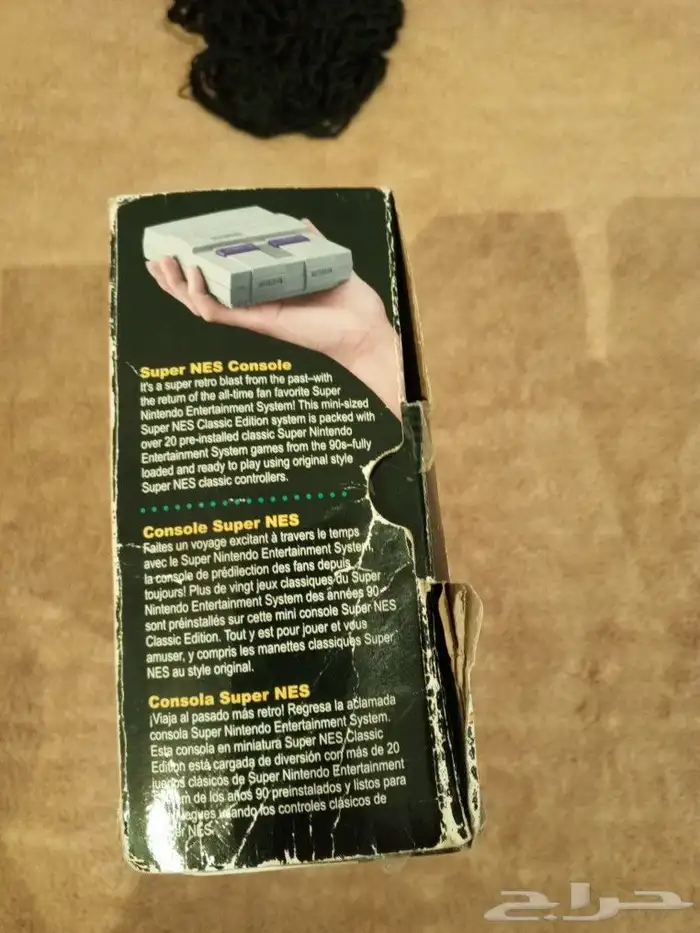 Super NES Console
It's a super retro blast from the past–with
the return of the all-time fan favorite Super
Nintendo Entertainment System! This mini-sized
Super NES Classic Edition system is packed with
over 20 pre-installed classic Super Nintendo
Entertainment System games from the 90s–fully
loaded and ready to play using original style
Super NES classic controllers.
Console Super NES
Faites un voyage excitant à travers le temps
avec le Super Nintendo Entertainment System,
la console de prédilection des fans depuis
toujours! Plus de vingt jeux classiques du Super
Nintendo Entertainment System des années 90
sont préinstallés sur cette mini console Super NES
Classic Edition. Tout y est pour jouer et vous
amuser, y compris les manettes classiques Super
NES au style original.
Consola Super NES
¡Viaja al pasado más retro! Regresa la aclamada
consola Super Nintendo Entertainment System.
Esta consola en miniatura Super NES Classic
Edition está cargada de diversión con más de 20
juegos clásicos de Super Nintendo Entertainment
de los años 90 preinstalados y listos para
usando los controles clásicos de
NES.
حراج